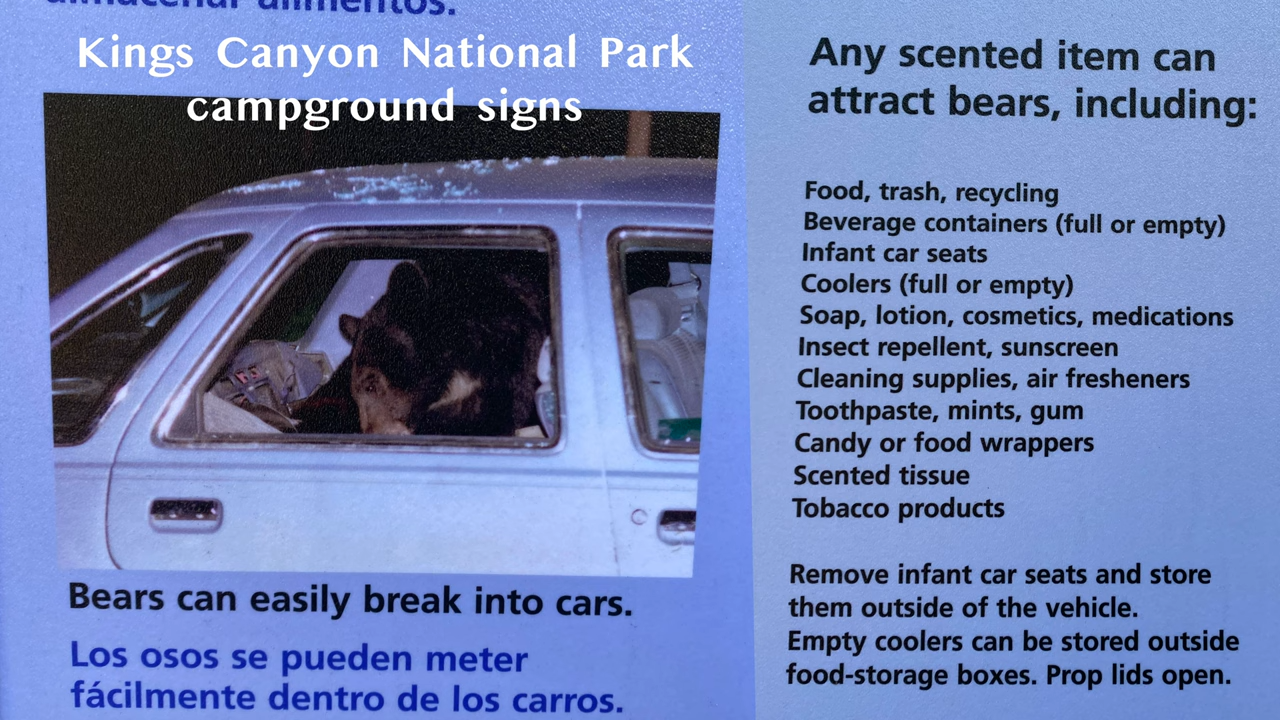 almacenar alimentos.
Kings Canyon National Park
campground signs
Bears can easily break into cars.
Los osos se pueden meter
fácilmente dentro de los carros.
Any scented item can
attract bears, including:
Food, trash, recycling
Beverage containers (full or empty)
Infant car seats
Coolers (full or empty)
Soap, lotion, cosmetics, medications
Insect repellent, sunscreen
Cleaning supplies, air fresheners
Toothpaste, mints, gum
Candy or food wrappers
Scented tissue
Tobacco products
Remove infant car seats and store
them outside of the vehicle.
Empty coolers can be stored outside
food-storage boxes. Prop lids open.